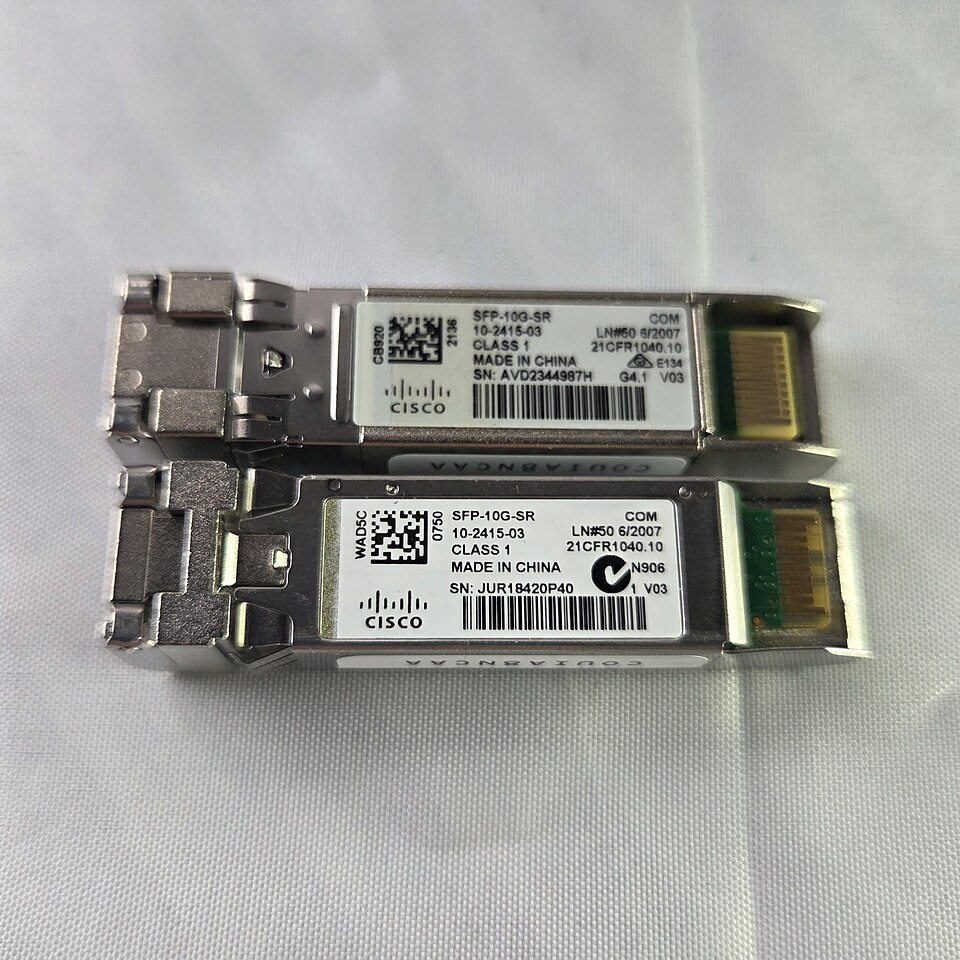 CB920
2136
SFP-10G-SR COM
10-2415-03 LN#50 6/2007
CLASS 1 21CFR1040.10
MADE IN CHINA E134
SN: AVD2344987H G4.1 V03
CISCO
COUIA8NCAA
WAD5C
0750
SFP-10G-SR COM
10-2415-03 LN#50 6/2007
CLASS 1 21CFR1040.10
MADE IN CHINA N906
SN: JUR18420P40 1 V03
CISCO
COUIA8NCAA